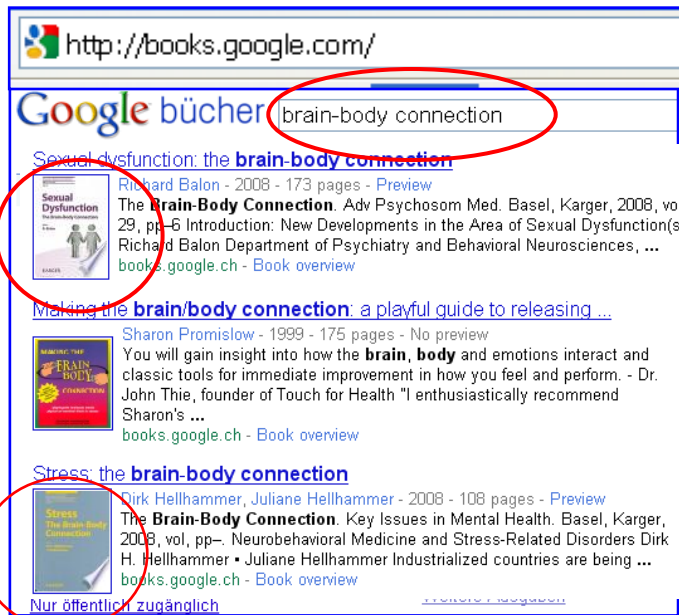 http://books.google.com/
Google bücher brain-body connection
Sexual dysfunction: the brain-body connection
Richard Balon - 2008 - 173 pages - Preview
The Brain-Body Connection. Adv Psychosom Med. Basel, Karger, 2008, vo
29, pp–6 Introduction: New Developments in the Area of Sexual Dysfunction(s
Richard Balon Department of Psychiatry and Behavioral Neurosciences, ...
books.google.ch - Book overview
Sexual
Dysfunction
The Brain-Body Connection
KARGER
Making the brain/body connection: a playful guide to releasing ...
Sharon Promislow - 1999 - 175 pages - No preview
You will gain insight into how the brain, body and emotions interact and
classic tools for immediate improvement in how you feel and perform. - Dr.
John Thie, founder of Touch for Health "I enthusiastically recommend
Sharon's ...
books.google.ch - Book overview
MAKING THE
BRAIN
BODY
CONNECTION
Stress: the brain-body connection
Dirk Hellhammer, Juliane Hellhammer - 2008 - 108 pages - Preview
The Brain-Body Connection. Key Issues in Mental Health. Basel, Karger,
2008, vol, pp–. Neurobehavioral Medicine and Stress-Related Disorders Dirk
H. Hellhammer • Juliane Hellhammer Industrialized countries are being ...
books.google.ch - Book overview
Stress
The Brain-Body
Connection
Nur öffentlich zugänglich